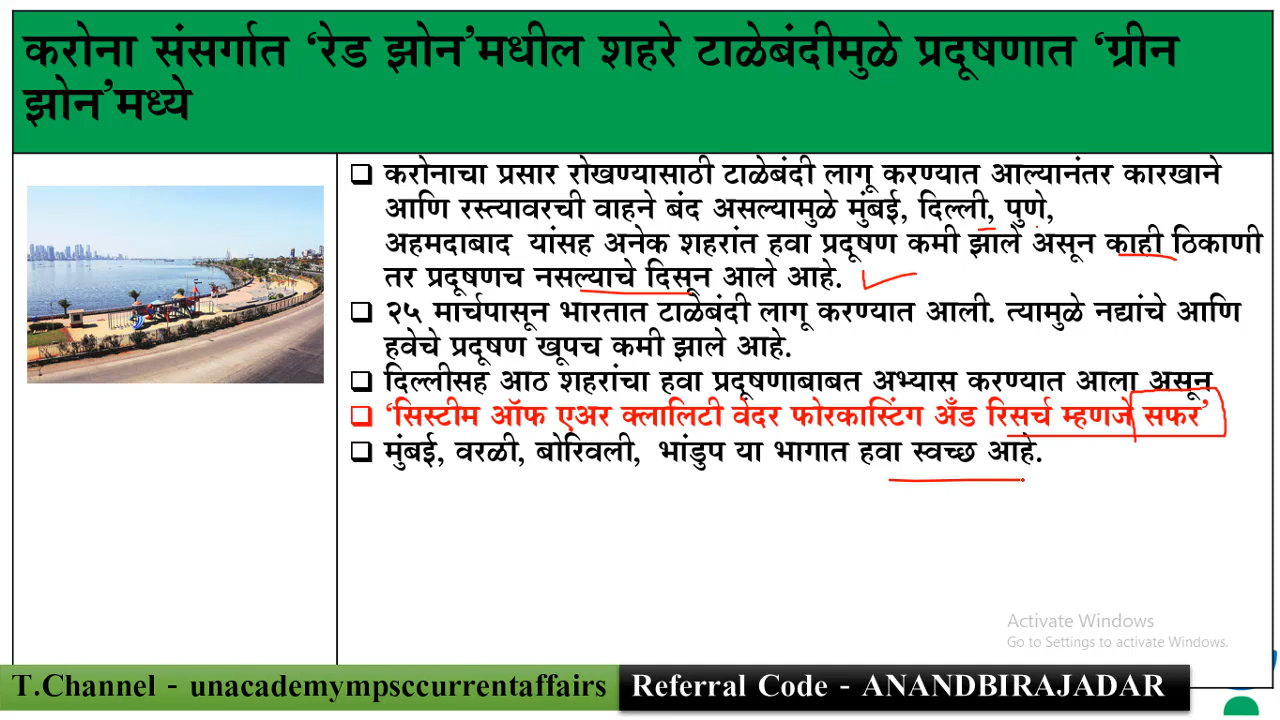 करोना संसर्गात ‘रेड झोन’मधील शहरे टाळेबंदीमुळे प्रदूषणात ‘ग्रीन
झोन’मध्ये
करोनाचा प्रसार रोखण्यासाठी टाळेबंदी लागू करण्यात आल्यानंतर कारखाने
आणि रस्त्यावरची वाहने बंद असल्यामुळे मुंबई, दिल्ली, पुणे,
अहमदाबाद यांसह अनेक शहरांत हवा प्रदूषण कमी झाले असून काही ठिकाणी
तर प्रदूषणच नसल्याचे दिसून आले आहे.
२५ मार्चपासून भारतात टाळेबंदी लागू करण्यात आली. त्यामुळे नद्यांचे आणि
हवेचे प्रदूषण खूपच कमी झाले आहे.
दिल्लीसह आठ शहरांचा हवा प्रदूषणाबाबत अभ्यास करण्यात आला असून
‘सिस्टीम ऑफ एअर क्लालिटी वेदर फोरकास्टिंग अँड रिसर्च म्हणजे सफर’
मुंबई, वरळी, बोरिवली, भांडुप या भागात हवा स्वच्छ आहे.
Activate Windows
Go to Settings to activate Windows.
T.Channel - unacademympsccurrentaffairs Referral Code - ANANDBIRAJADAR